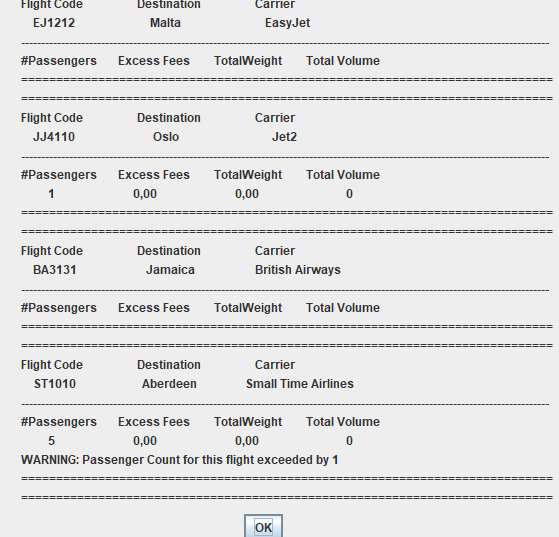 Flight Code Destination Carrier
EJ1212 Malta EasyJet
#Passengers Excess Fees TotalWeight Total Volume
Flight Code Destination Carrier
JJ4110 Oslo Jet2
#Passengers Excess Fees TotalWeight Total Volume
1 0,00 0,00 0
Flight Code Destination Carrier
BA3131 Jamaica British Airways
#Passengers Excess Fees TotalWeight Total Volume
Flight Code Destination Carrier
ST1010 Aberdeen Small Time Airlines
#Passengers Excess Fees TotalWeight Total Volume
5 0,00 0,00 0
WARNING: Passenger Count for this flight exceeded by 1
OK